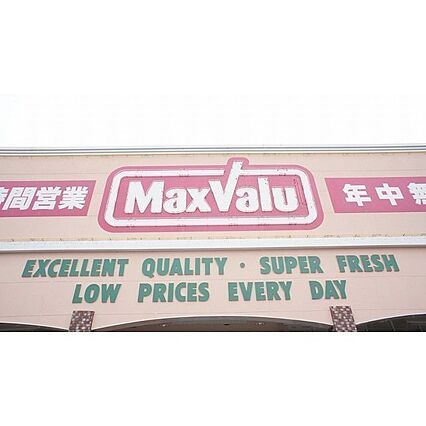 時間営業 MaxValu 年中無
EXCELLENT QUALITY · SUPER FRESH
LOW PRICES EVERY DAY